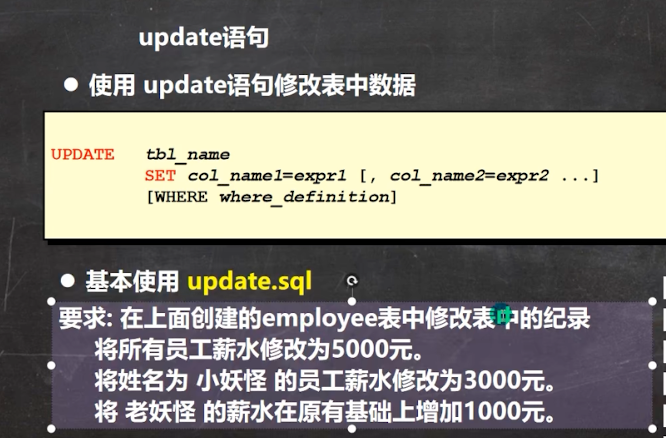 update语句
● 使用 update语句修改表中数据
UPDATE tbl_name
SET col_name1=expr1 [, col_name2=expr2 ...]
[WHERE where_definition]
● 基本使用 update.sql
要求: 在上面创建的employee表中修改表中的纪录
将所有员工薪水修改为5000元。
将姓名为 小妖怪 的员工薪水修改为3000元。
将 老妖怪 的薪水在原有基础上增加1000元。